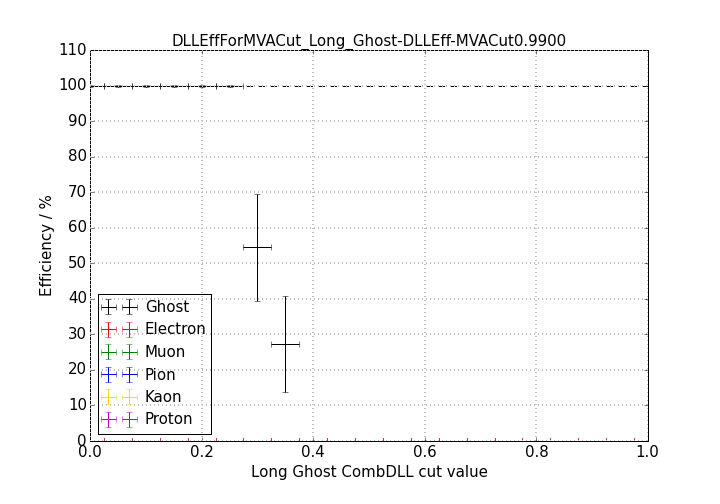 DLLEffForMVACut_Long_Ghost-DLLEff-MVACut0.9900
110
100
90
80
70
60
50
40
30
20
10
0
Efficiency / %
Ghost
Electron
Muon
Pion
Kaon
Proton
0.0 0.2 0.4 0.6 0.8 1.0
Long Ghost CombDLL cut value